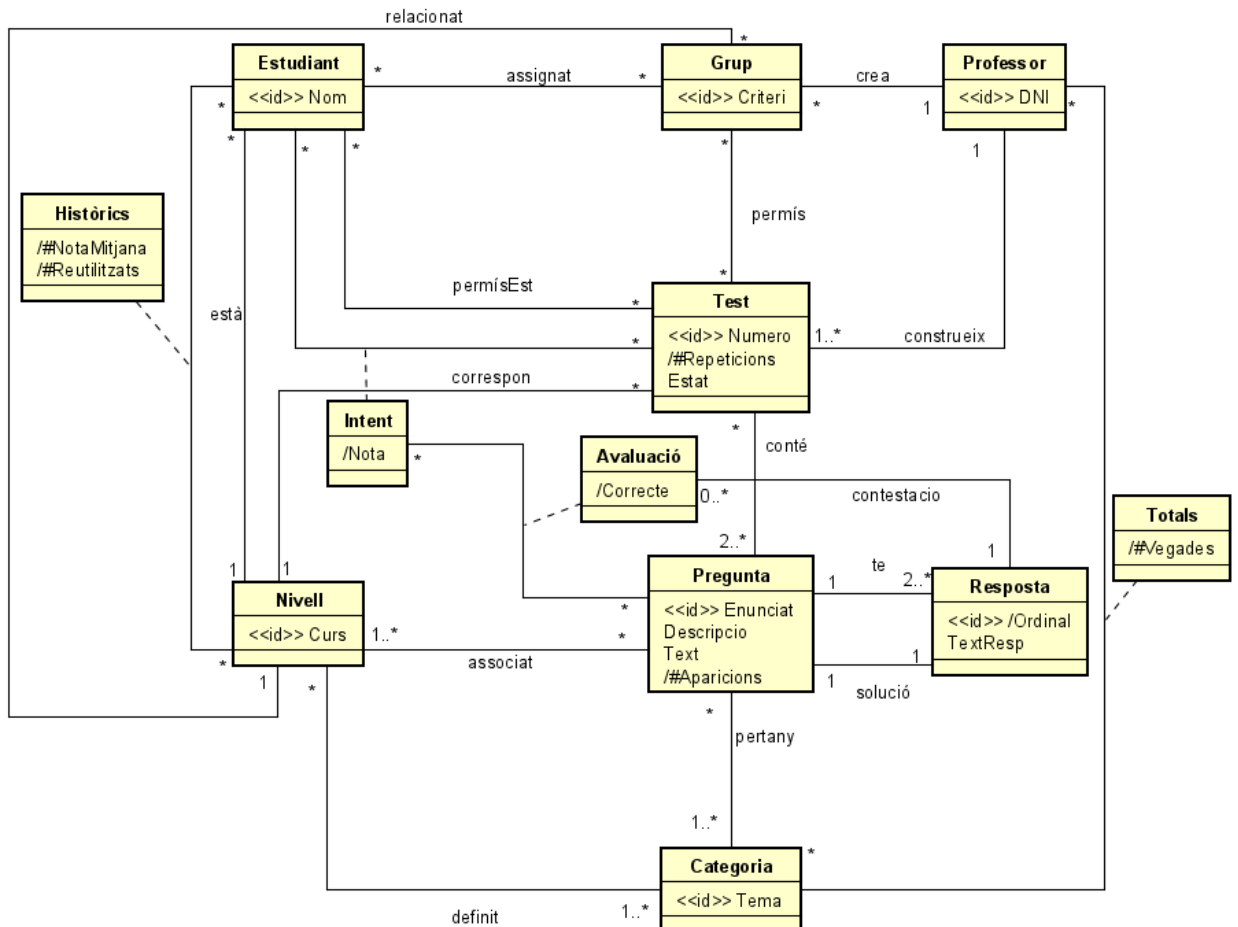 relacionat
Estudiant
<<id>> Nom
*
assignat
*
*
Grup
<<id>> Criteri
crea
*
1
Professor
<<id>> DNI
*
*
*
*
*
*
1
Històrics
/#NotaMitjana
/#Reutilitzats
permís
està
permísEst
*
*
Test
<<id>> Numero
/#Repeticions
Estat
*
1..*
construeix
correspon
*
Intent
/Nota
*
*
conté
Avaluació
/Correcte
0..*
contestacio
Totals
/#Vegades
2..*
1
1
1
Nivell
<<id>> Curs
Pregunta
<<id>> Enunciat
Descripcio
Text
/#Aparicions
1
te
2..*
Resposta
<<id>> /Ordinal
TextResp
*
1..*
*
associat
1
1
solució
*
1
*
*
pertany
1..*
*
Categoria
<<id>> Tema
definit
1..*